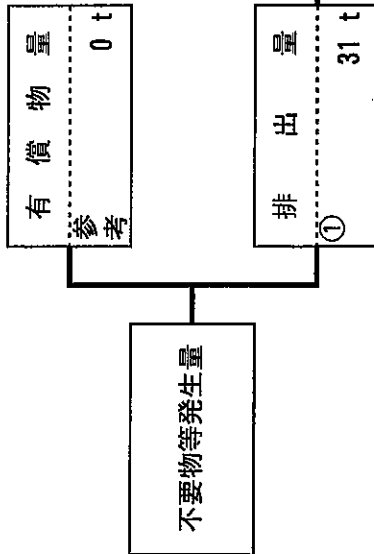 不要物等発生量
有償物量
参考
0 t
排出量
①
31 t